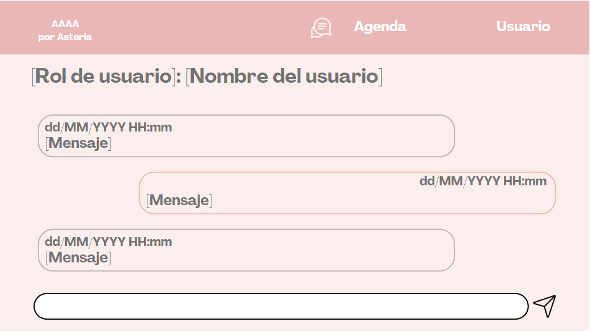 AAAA
por Asteria
Agenda
Usuario
[Rol de usuario]: [Nombre del usuario]
dd/MM/YYYY HH:mm
[Mensaje]
dd/MM/YYYY HH:mm
[Mensaje]
dd/MM/YYYY HH:mm
[Mensaje]